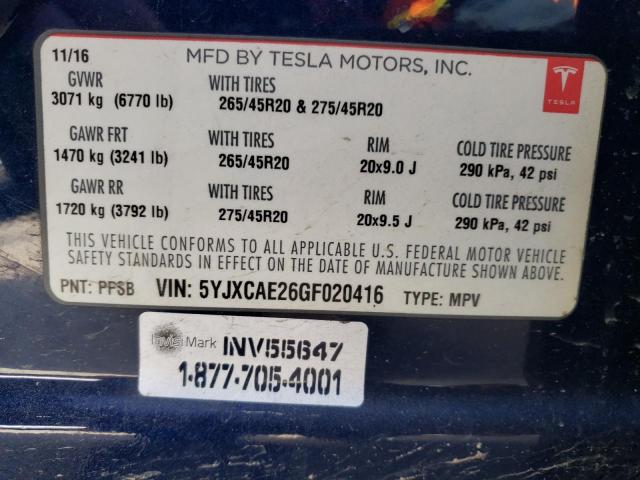 11/16 MFD BY TESLA MOTORS, INC.
GVWR WITH TIRES
3071 kg (6770 lb) 265/45R20 & 275/45R20
TESLA
GAWR FRT WITH TIRES RIM COLD TIRE PRESSURE
1470 kg (3241 lb) 265/45R20 20x9.0 J 290 kPa, 42 psi
GAWR RR WITH TIRES RIM COLD TIRE PRESSURE
1720 kg (3792 lb) 275/45R20 20x9.5 J 290 kPa, 42 psi
THIS VEHICLE CONFORMS TO ALL APPLICABLE U.S. FEDERAL MOTOR VEHICLE
SAFETY STANDARDS IN EFFECT ON THE DATE OF MANUFACTURE SHOWN ABOVE.
PNT: PPSB VIN: 5YJXCAE26GF020416 TYPE: MPV
InVisiMark INV55647
1-877-705-4001